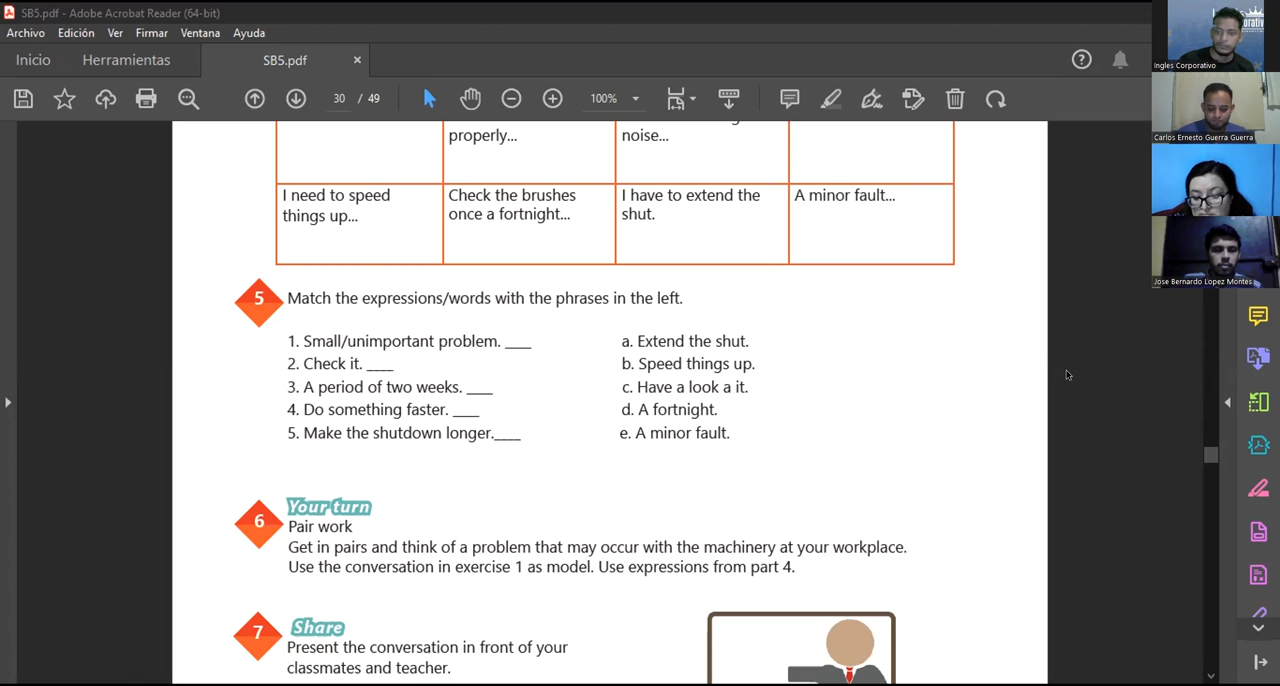 SB5.pdf - Adobe Acrobat Reader (64-bit)
Archivo Edición Ver Firmar Ventana Ayuda
Inicio Herramientas SB5.pdf ×
30 / 49 100%
properly...
noise...
I need to speed things up...
Check the brushes once a fortnight...
I have to extend the shut.
A minor fault...
5 Match the expressions/words with the phrases in the left.
1. Small/unimportant problem. ____ a. Extend the shut.
2. Check it. ____ b. Speed things up.
3. A period of two weeks. ____ c. Have a look a it.
4. Do something faster. ____ d. A fortnight.
5. Make the shutdown longer.____ e. A minor fault.
6 Your turn
Pair work
Get in pairs and think of a problem that may occur with the machinery at your workplace.
Use the conversation in exercise 1 as model. Use expressions from part 4.
7 Share
Present the conversation in front of your
classmates and teacher.
Ingles Corporativo
Carlos Ernesto Guerra Guerra
Jose Bernardo Lopez Montes